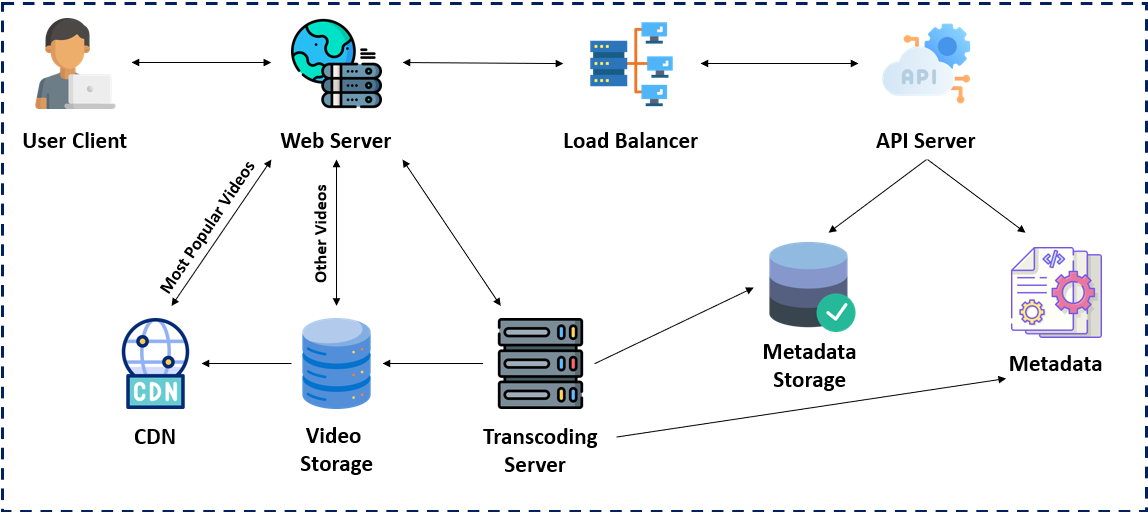 API
User Client
Web Server
Load Balancer
API Server
Most Popular Videos
Other Videos
</>
CDN
Metadata
Storage
Metadata
CDN
Video
Storage
Transcoding
Server